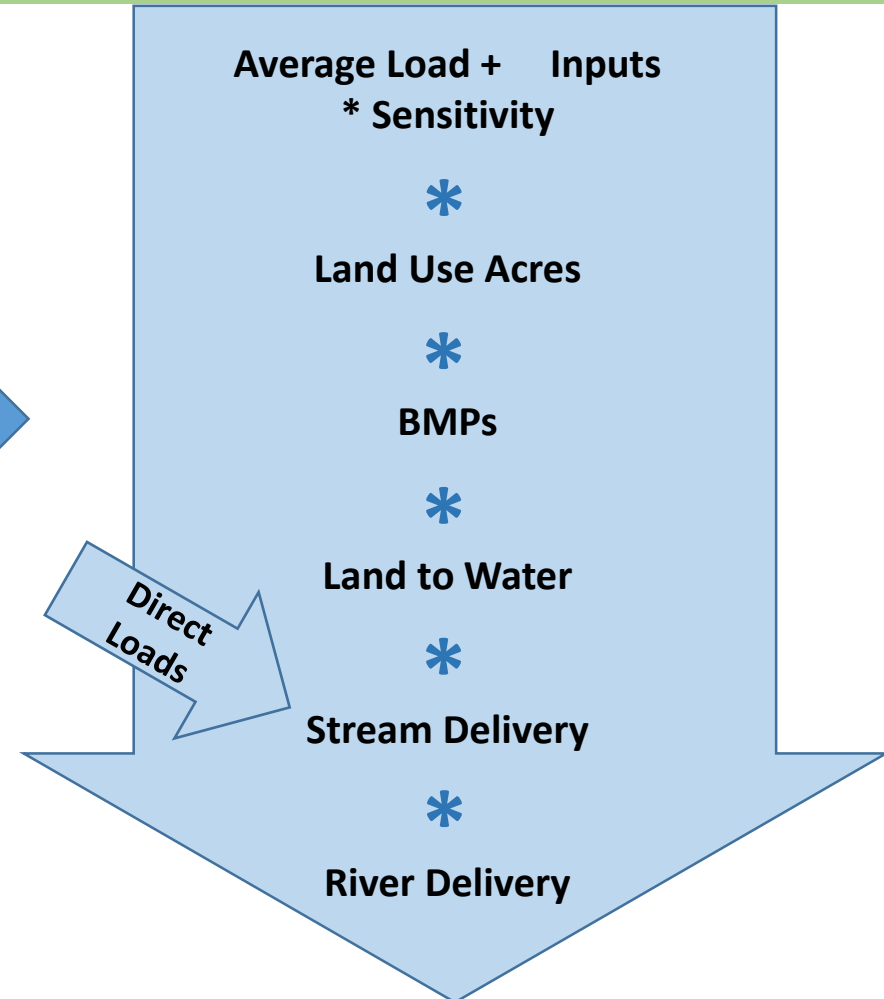 Average Load +    Inputs
* Sensitivity
*
Land Use Acres
*
BMPs
*
Land to Water
*
Direct
Loads
Stream Delivery
*
River Delivery